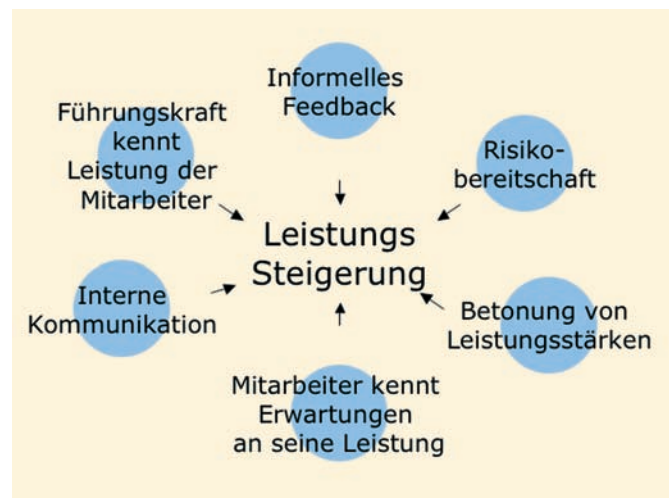 Informelles
Feedback
Führungskraft
kennt
Leistung der
Mitarbeiter
Risiko-
bereitschaft
Leistungs
Steigerung
Interne
Kommunikation
Betonung von
Leistungsstärken
Mitarbeiter kennt
Erwartungen
an seine Leistung